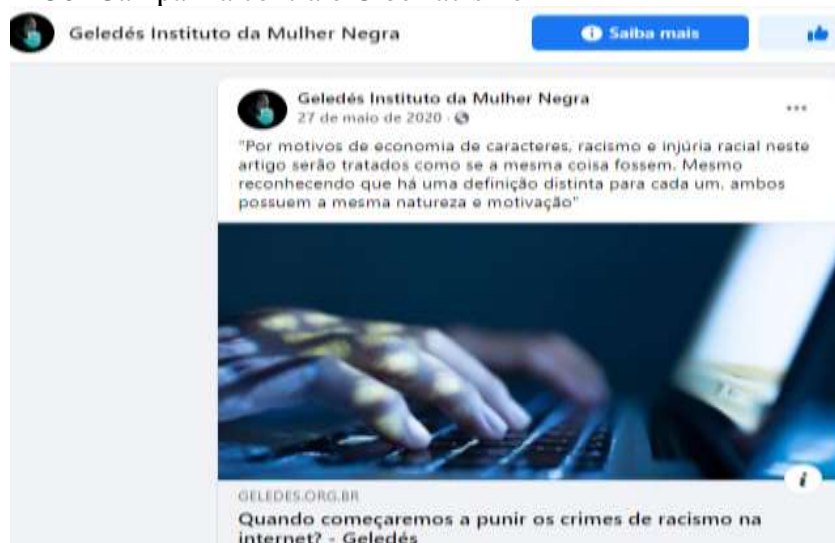 Geledés Instituto da Mulher Negra
Saiba mais
Geledés Instituto da Mulher Negra
27 de maio de 2020 ·
"Por motivos de economia de caracteres, racismo e injúria racial neste
artigo serão tratados como se a mesma coisa fossem. Mesmo
reconhecendo que há uma definição distinta para cada um, ambos
possuem a mesma natureza e motivação"
GELEDES.ORG.BR
Quando começaremos a punir os crimes de racismo na
internet? - Geledés